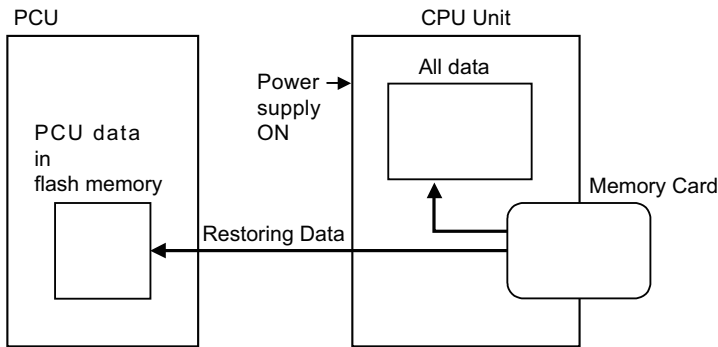 PCU
CPU Unit
All data
Power
supply
ON
PCU data
in
flash memory
Memory Card
Restoring Data